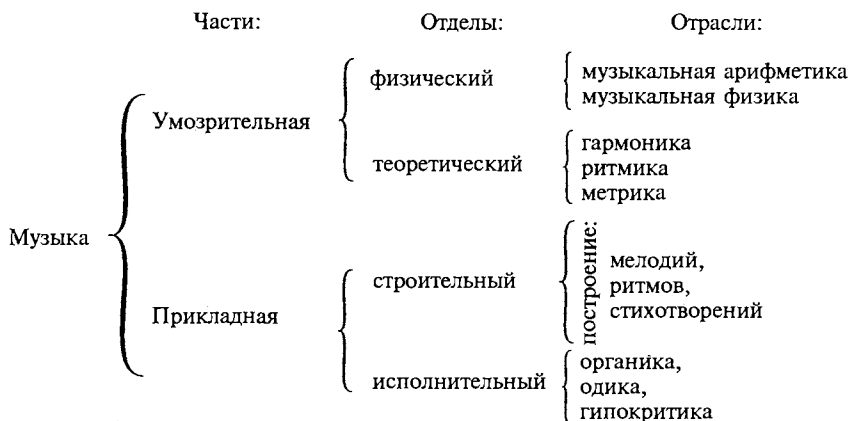 Части: Отделы: Отрасли:
физический
музыкальная арифметика
музыкальная физика
Умозрительная
теоретический
гармоника
ритмика
метрика
Музыка
построение:
строительный
мелодий,
ритмов,
стихотворений
Прикладная
исполнительный
органика,
одика,
гипокритика